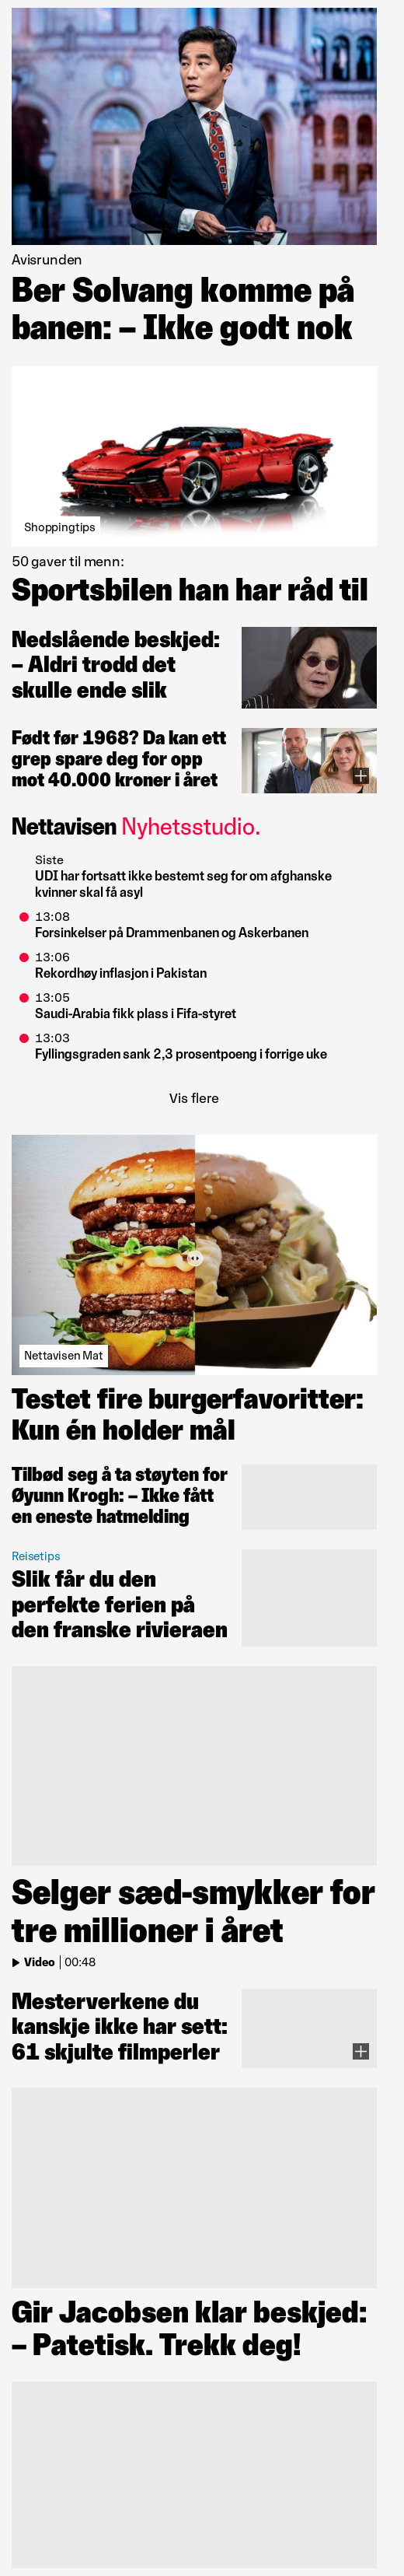 Avisrunden
Ber Solvang komme på
banen: – Ikke godt nok
Shoppingtips
50 gaver til menn:
Sportsbilen han har råd til
Nedslående beskjed:
– Aldri trodd det
skulle ende slik
Født før 1968? Da kan ett
grep spare deg for opp
mot 40.000 kroner i året
Nettavisen Nyhetsstudio.
Siste
UDI har fortsatt ikke bestemt seg for om afghanske
kvinner skal få asyl
13:08
Forsinkelser på Drammenbanen og Askerbanen
13:06
Rekordhøy inflasjon i Pakistan
13:05
Saudi-Arabia fikk plass i Fifa-styret
13:03
Fyllingsgraden sank 2,3 prosentpoeng i forrige uke
Vis flere
Nettavisen Mat
Testet fire burgerfavoritter:
Kun én holder mål
Tilbød seg å ta støyten for
Øyunn Krogh: – Ikke fått
en eneste hatmelding
Reisetips
Slik får du den
perfekte ferien på
den franske rivieraen
Selger sæd-smykker for
tre millioner i året
Video | 00:48
Mesterverkene du
kanskje ikke har sett:
61 skjulte filmperler
Gir Jacobsen klar beskjed:
– Patetisk. Trekk deg!